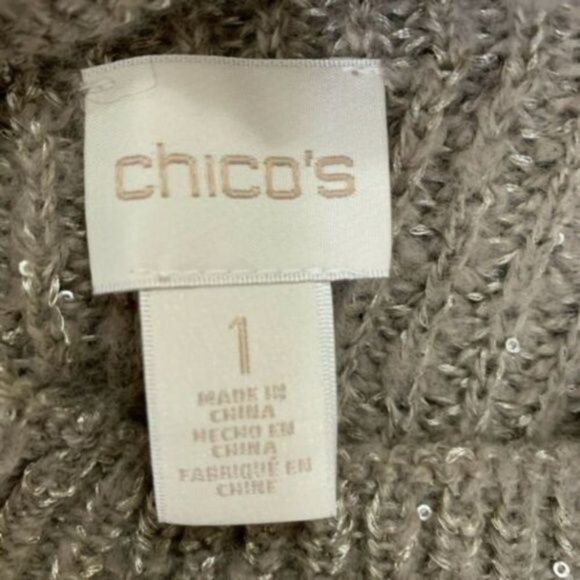 chico's
1
MADE IN
CHINA
HECHO EN
CHINA
FABRIQUÉ EN
CHINE